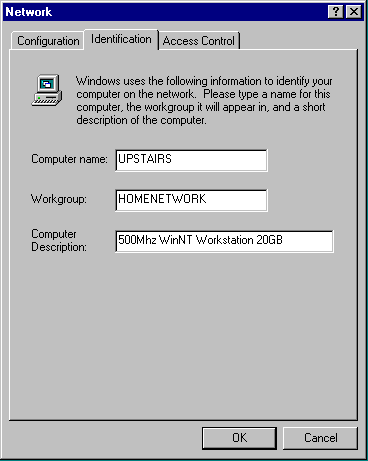 Network
Configuration Identification Access Control
Windows uses the following information to identify your
computer on the network. Please type a name for this
computer, the workgroup it will appear in, and a short
description of the computer.
Computer name: UPSTAIRS
Workgroup: HOMENETWORK
Computer
Description: 500Mhz WinNT Workstation 20GB
OK Cancel